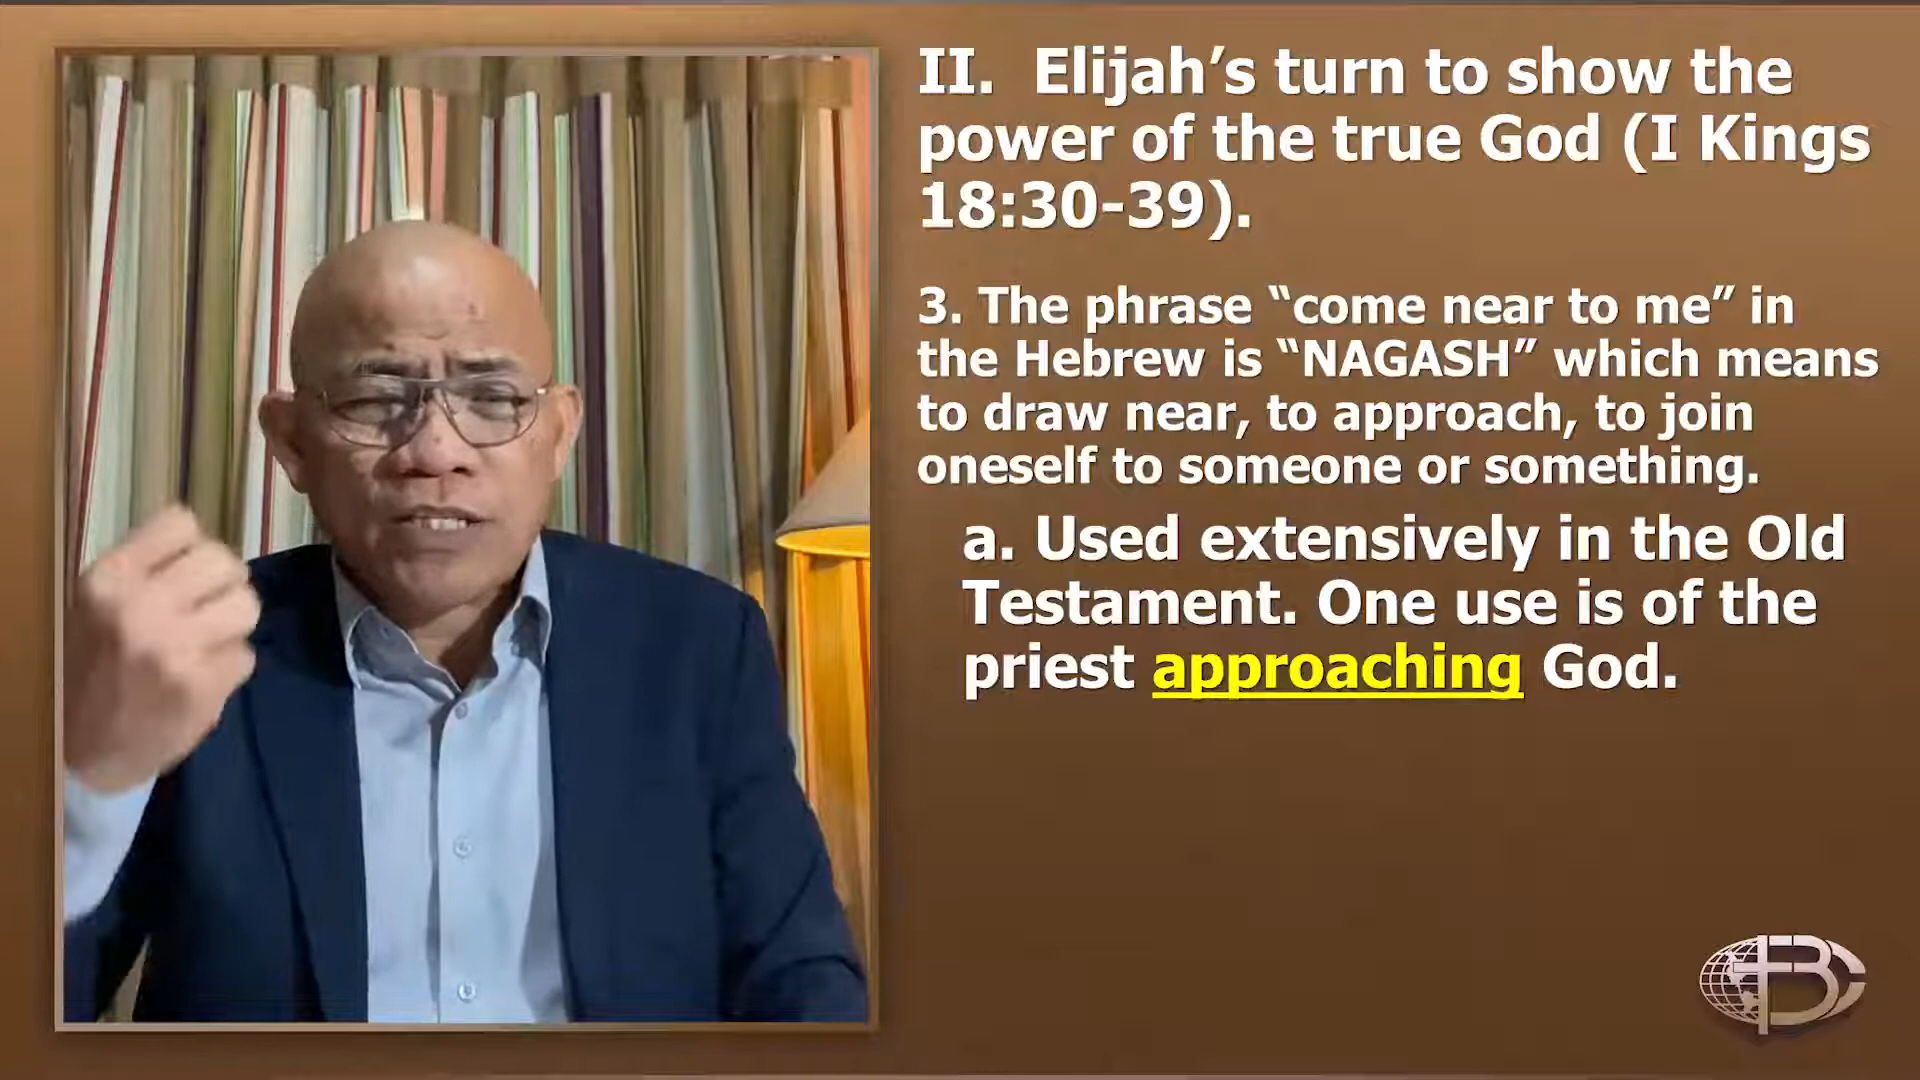 II.  Elijah’s turn to show the
power of the true God (I Kings
18:30-39).
3. The phrase “come near to me” in
the Hebrew is “NAGASH” which means
to draw near, to approach, to join
oneself to someone or something.
a. Used extensively in the Old
Testament. One use is of the
priest approaching God.
FBC